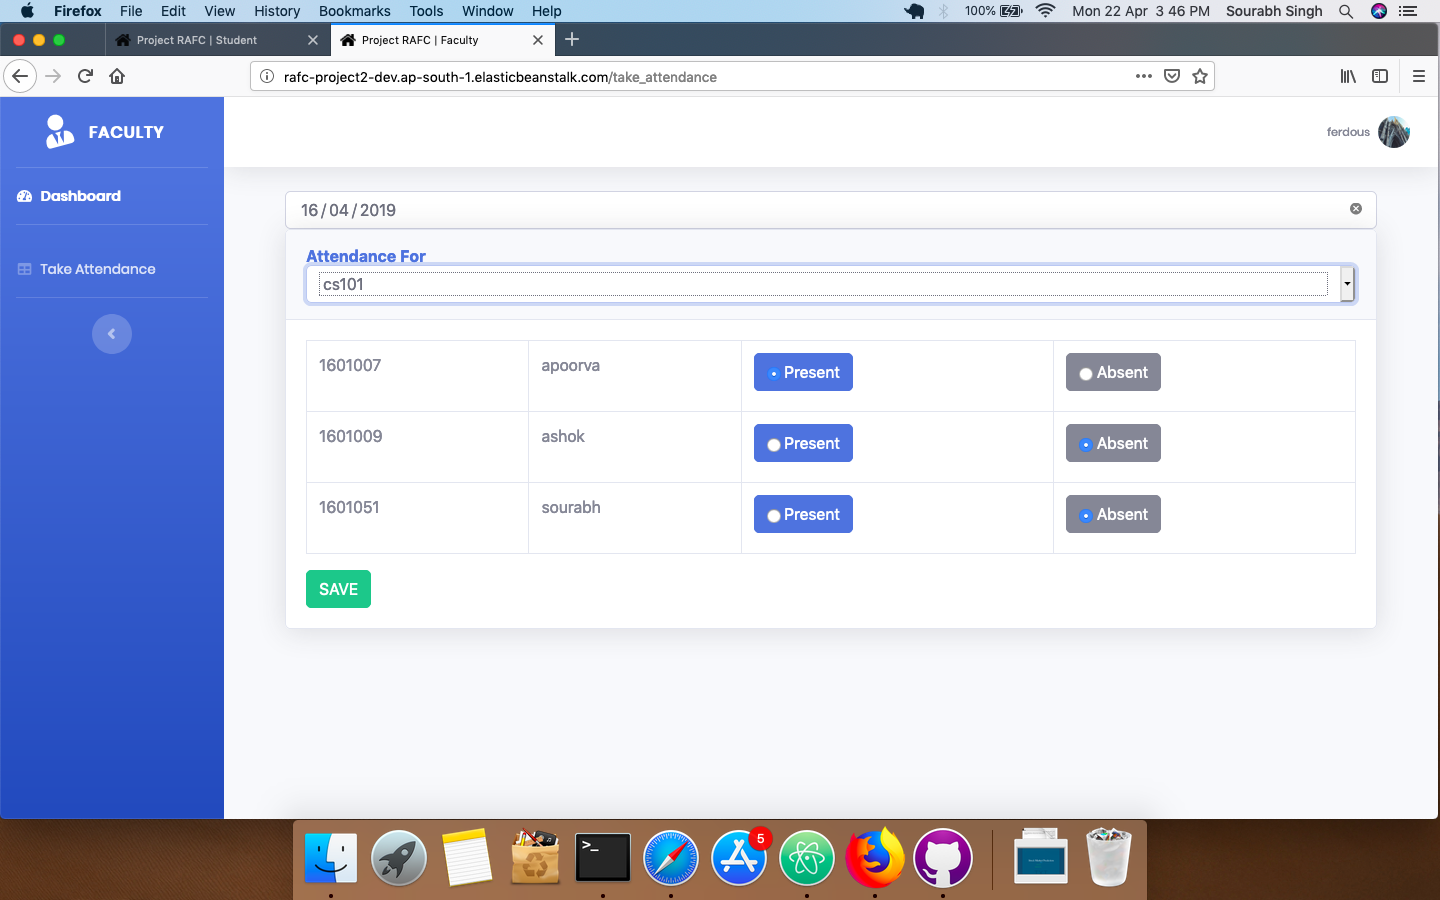 Firefox File Edit View History Bookmarks Tools Window Help 100% Mon 22 Apr 3 46 PM Sourabh Singh
Project RAFC | Student Project RAFC | Faculty
rafc-project2-dev.ap-south-1.elasticbeanstalk.com/take_attendance
FACULTY
ferdous
Dashboard
Take Attendance
16 / 04 / 2019
Attendance For
cs101
1601007 apoorva Present Absent
1601009 ashok Present Absent
1601051 sourabh Present Absent
SAVE
>_
5